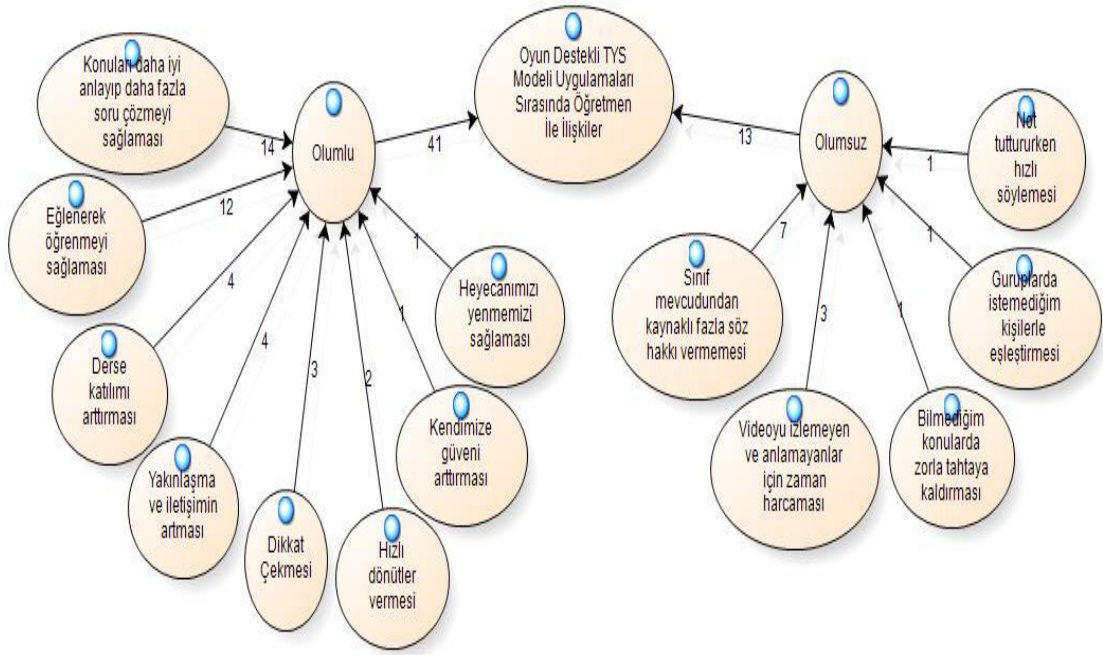 Konuları daha iyi
anlayıp daha fazla
soru çözmeyi
sağlaması
14
Eğlenerek
öğrenmeyi
sağlaması
12
Derse
katılımı
arttırması
4
Yakınlaşma
ve iletişimin
artması
4
Dikkat
Çekmesi
3
Hızlı
dönütler
vermesi
2
Kendimize
güveni
arttırması
1
Heyecanımızı
yenmemizi
sağlaması
1
Olumlu
41
Oyun Destekli TYS
Modeli Uygulamaları
Sırasında Öğretmen
İle İlişkiler
13
Olumsuz
Not
tuttururken
hızlı
söylemesi
1
Guruplarda
istemediğim
kişilerle
eşleştirmesi
1
Bilmediğim
konularda
zorla tahtaya
kaldırması
1
Videoyu izlemeyen
ve anlamayanlar
için zaman
harcaması
3
Sınıf
mevcudundan
kaynaklı fazla söz
hakkı vermemesi
7